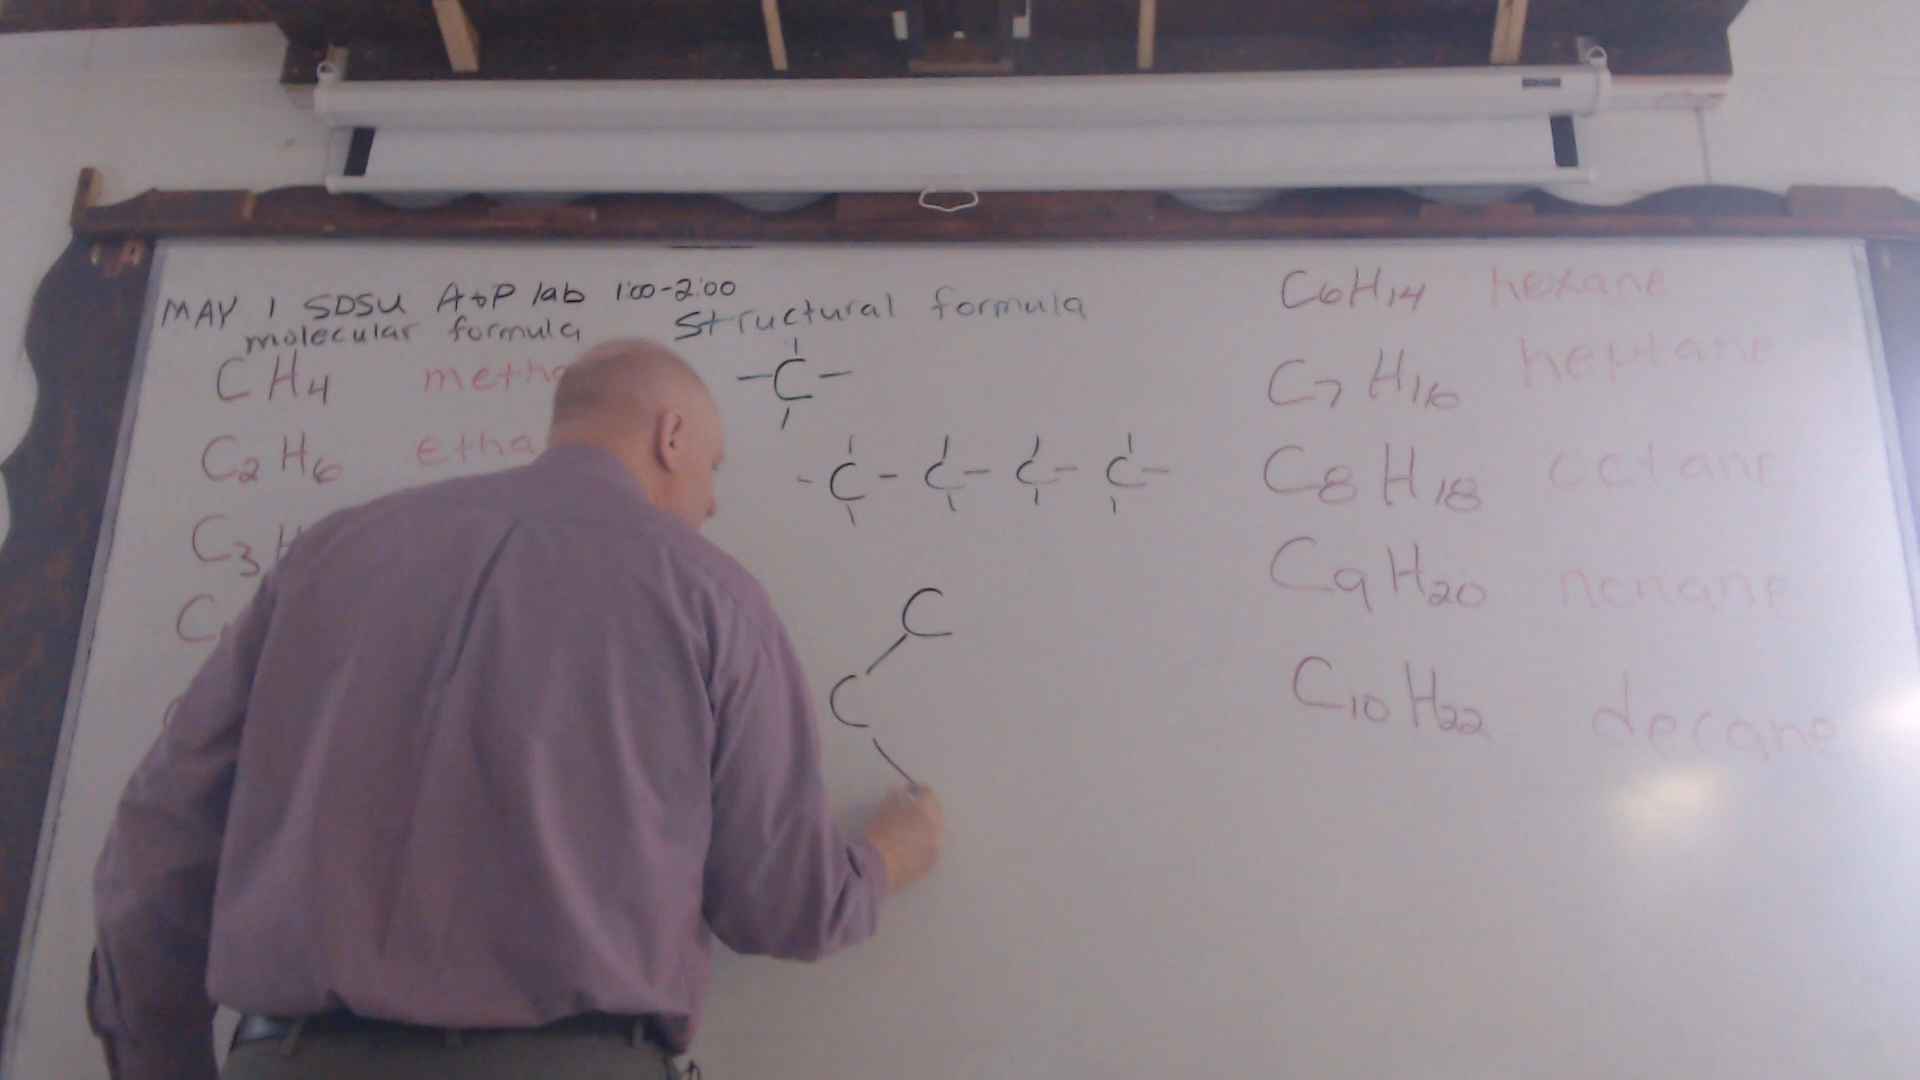 MAY 1 SDSU A+P lab 1:00-2:00
molecular formula Structural formula
CH4 metha
C2H6 etha
C3H
C
C
C - C - C - C
C
C
C6H14 hexane
C7H16 heptane
C8H18 octane
C9H20 nonane
C10H22 decane